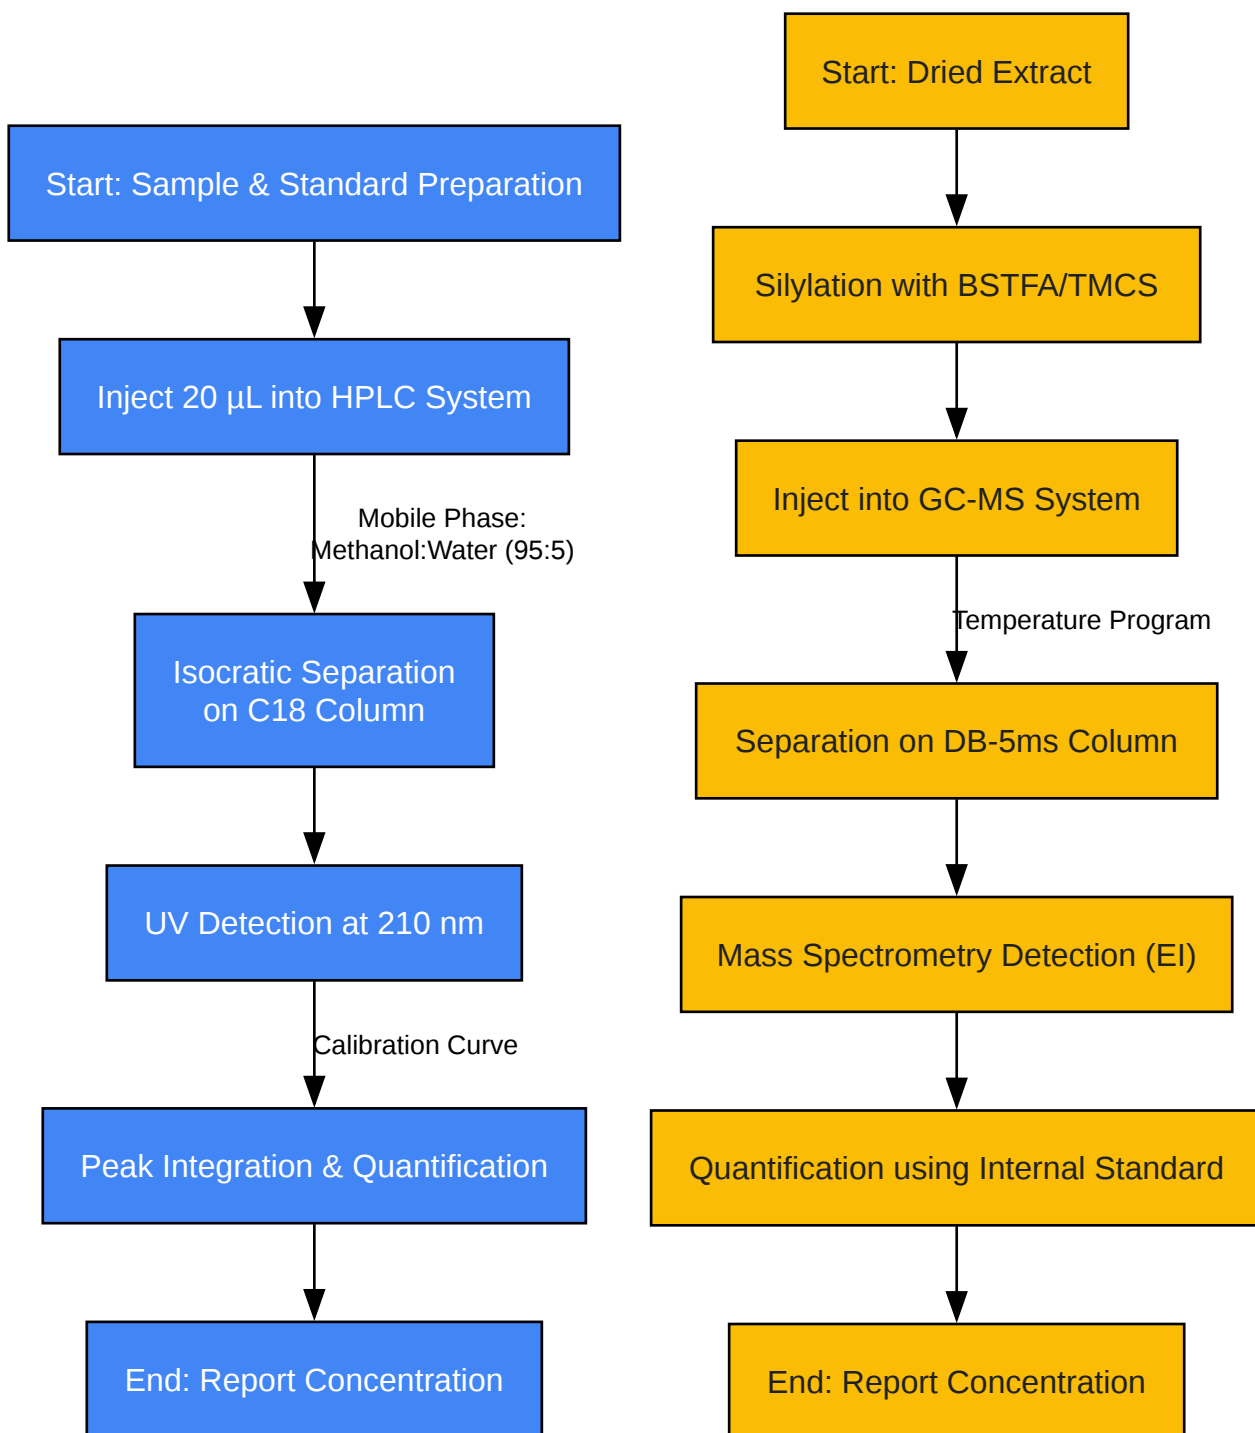 Start: Sample & Standard Preparation
Inject 20 µL into HPLC System
Mobile Phase:
Methanol:Water (95:5)
Isocratic Separation
on C18 Column
UV Detection at 210 nm
Calibration Curve
Peak Integration & Quantification
End: Report Concentration
Start: Dried Extract
Silylation with BSTFA/TMCS
Inject into GC-MS System
Temperature Program
Separation on DB-5ms Column
Mass Spectrometry Detection (EI)
Quantification using Internal Standard
End: Report Concentration